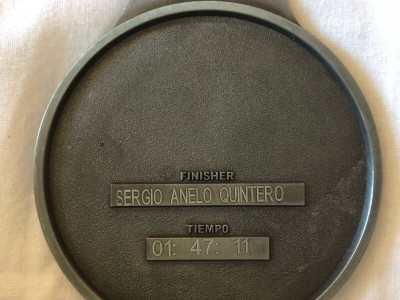 FINISHER
SERGIO ANELO QUINTERO
TIEMPO
01: 47: 11